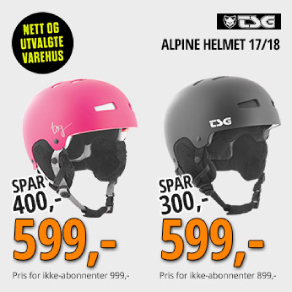 NETT OG
UTVALGTE
VAREHUS
TSG
ALPINE HELMET 17/18
TSG
SPAR
400,-
599,-
Pris for ikke-abonnenter 999,-
SPAR
300,-
599,-
Pris for ikke-abonnenter 899,-